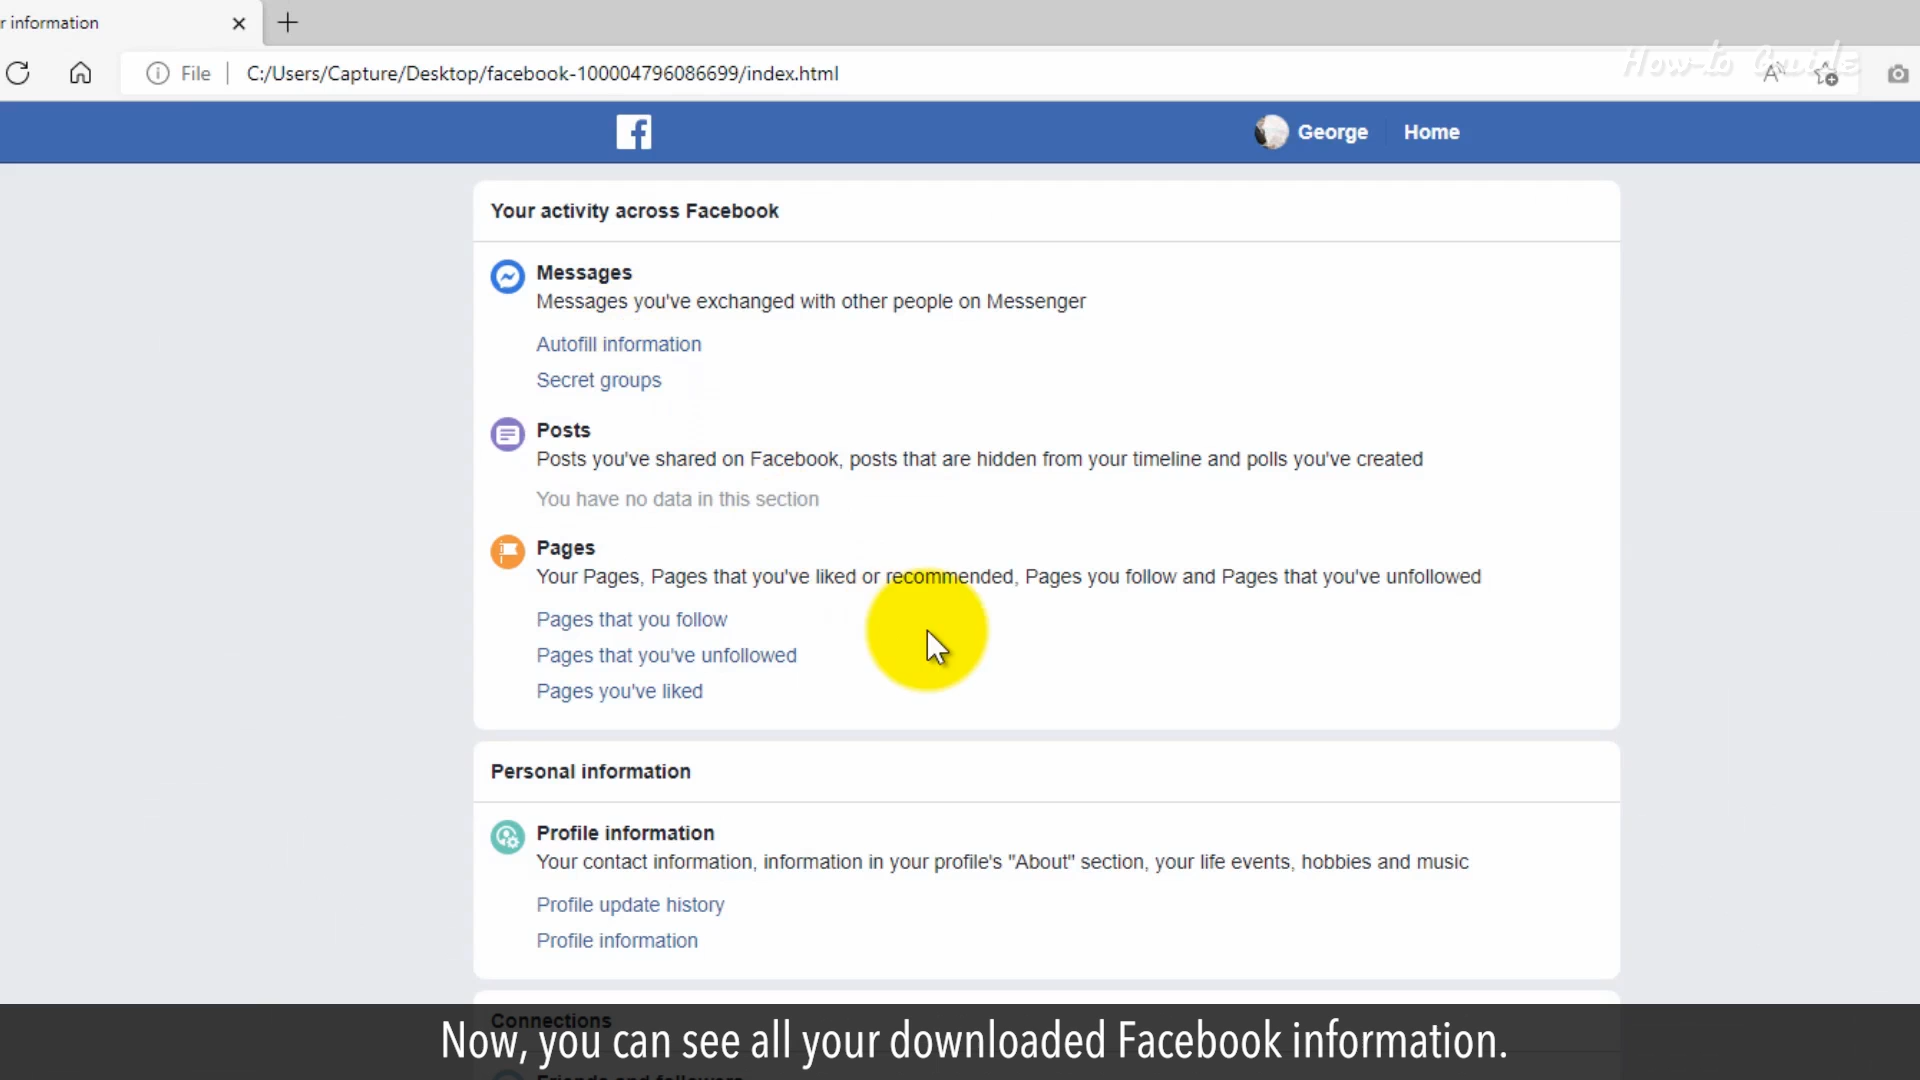 r information
How-to Guide
File
C:/Users/Capture/Desktop/facebook-100004796086699/index.html
George
Home
Your activity across Facebook
Messages
Messages you've exchanged with other people on Messenger
Autofill information
Secret groups
Posts
Posts you've shared on Facebook, posts that are hidden from your timeline and polls you've created
You have no data in this section
Pages
Your Pages, Pages that you've liked or recommended, Pages you follow and Pages that you've unfollowed
Pages that you follow
Pages that you've unfollowed
Pages you've liked
Personal information
Profile information
Your contact information, information in your profile's "About" section, your life events, hobbies and music
Profile update history
Profile information
Connections
Now, you can see all your downloaded Facebook information.
Friends and followers